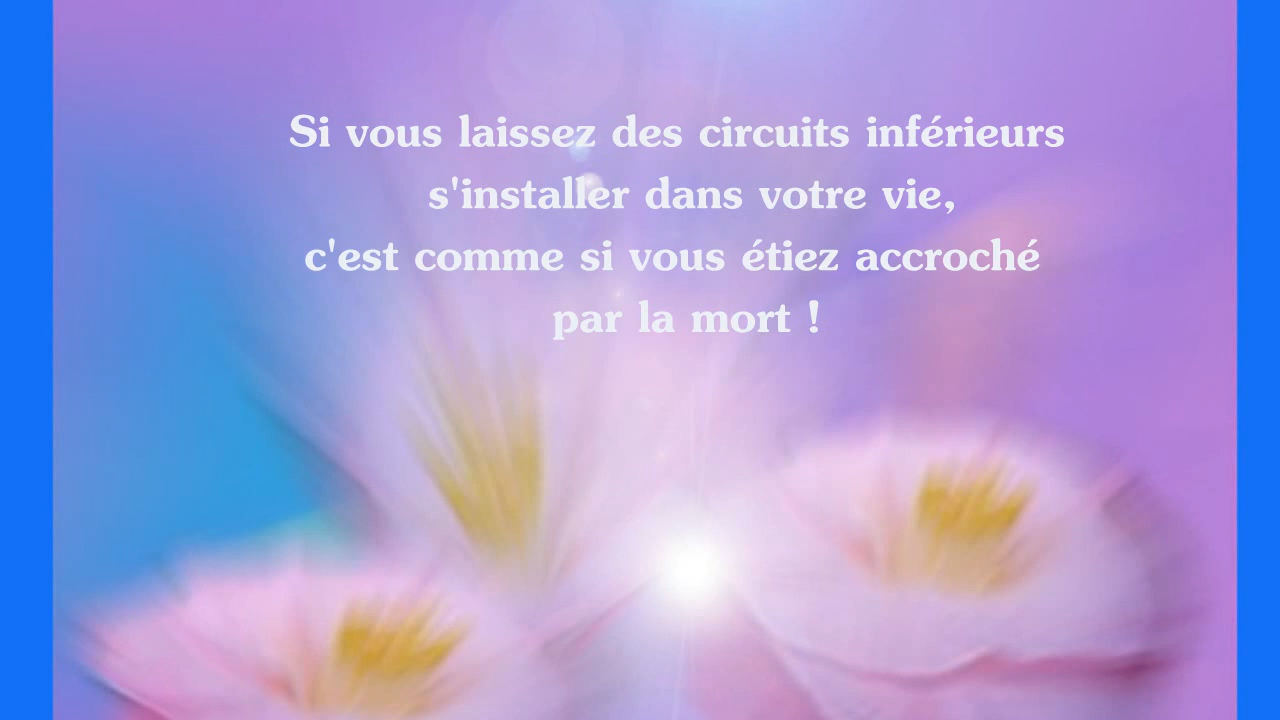 Si vous laissez des circuits inférieurs
s'installer dans votre vie,
c'est comme si vous étiez accroché
par la mort !